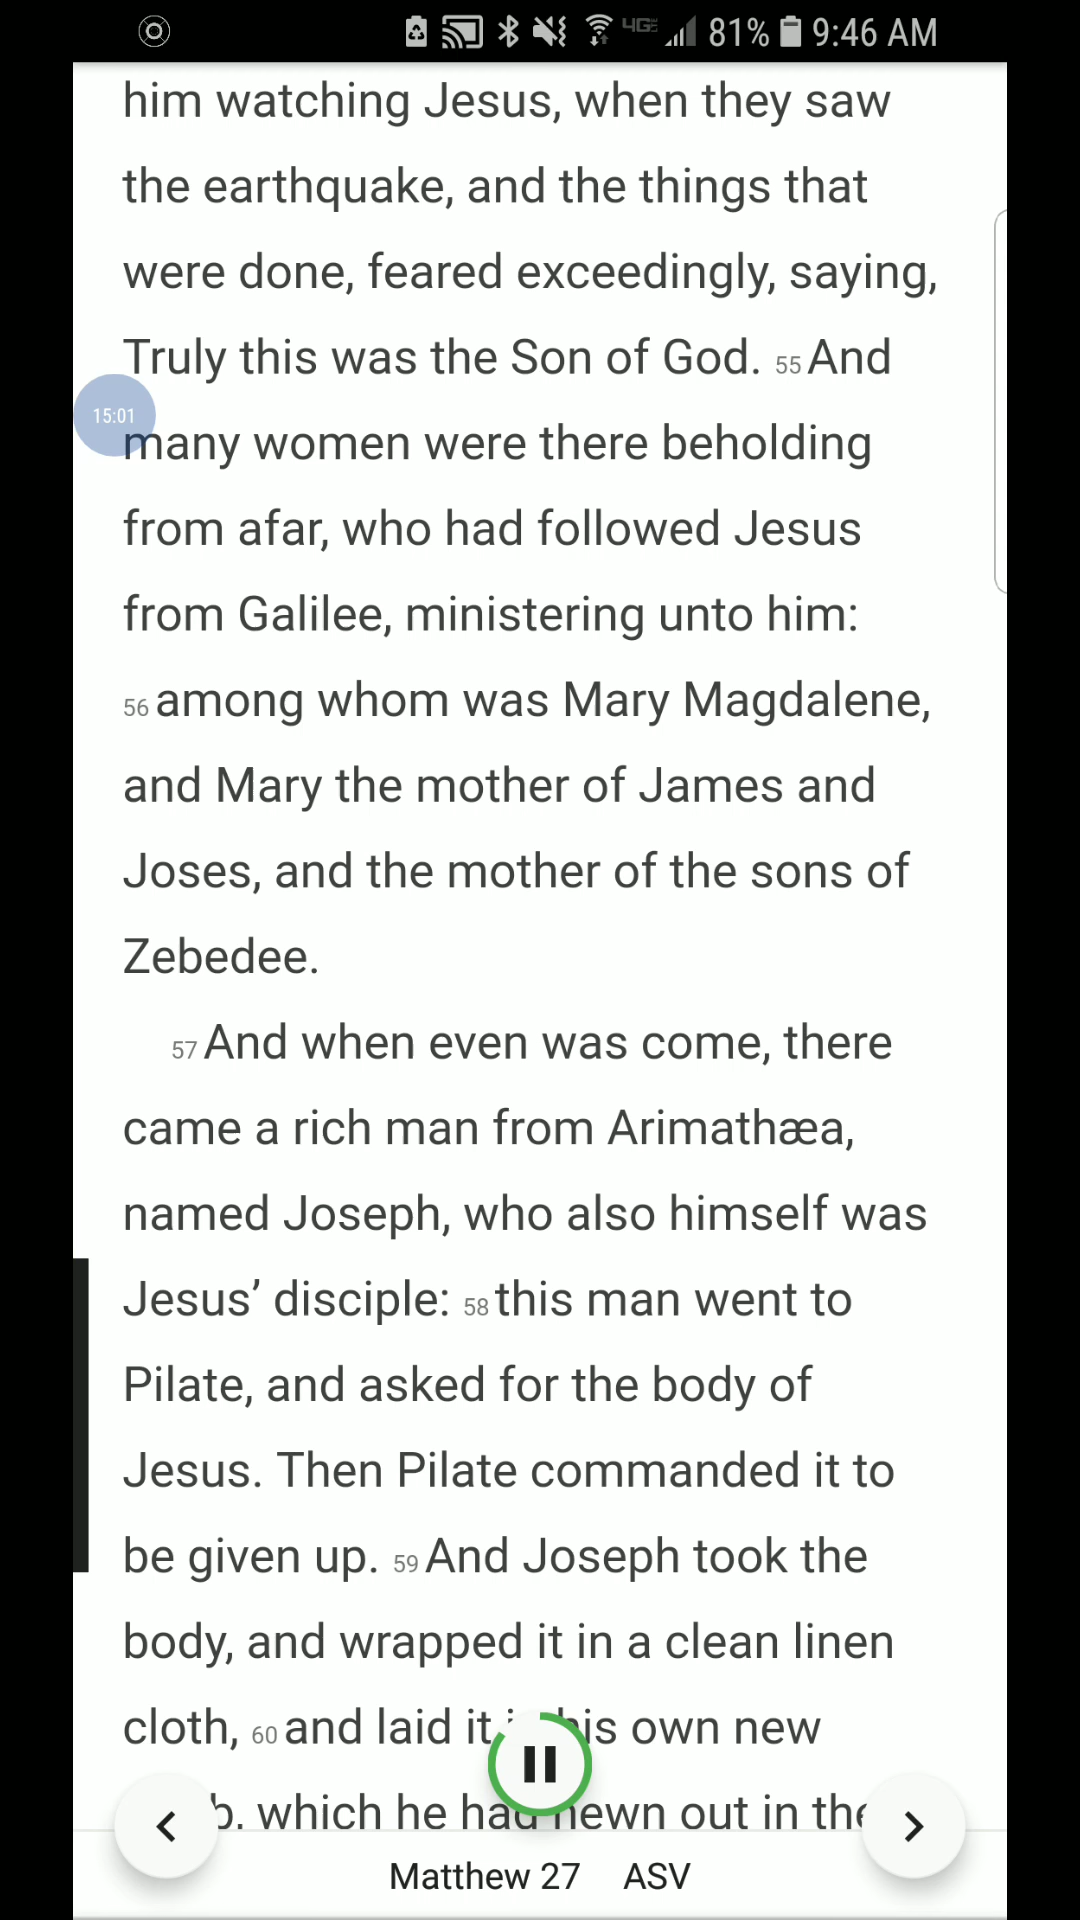 4G 81% 9:46 AM
him watching Jesus, when they saw
the earthquake, and the things that
were done, feared exceedingly, saying,
Truly this was the Son of God. 55 And
15:01
many women were there beholding
from afar, who had followed Jesus
from Galilee, ministering unto him:
56 among whom was Mary Magdalene,
and Mary the mother of James and
Joses, and the mother of the sons of
Zebedee.
57 And when even was come, there
came a rich man from Arimathæa,
named Joseph, who also himself was
Jesus’ disciple: 58 this man went to
Pilate, and asked for the body of
Jesus. Then Pilate commanded it to
be given up. 59 And Joseph took the
body, and wrapped it in a clean linen
cloth, 60 and laid it in his own new
which he had hewn out in the
Matthew 27 ASV